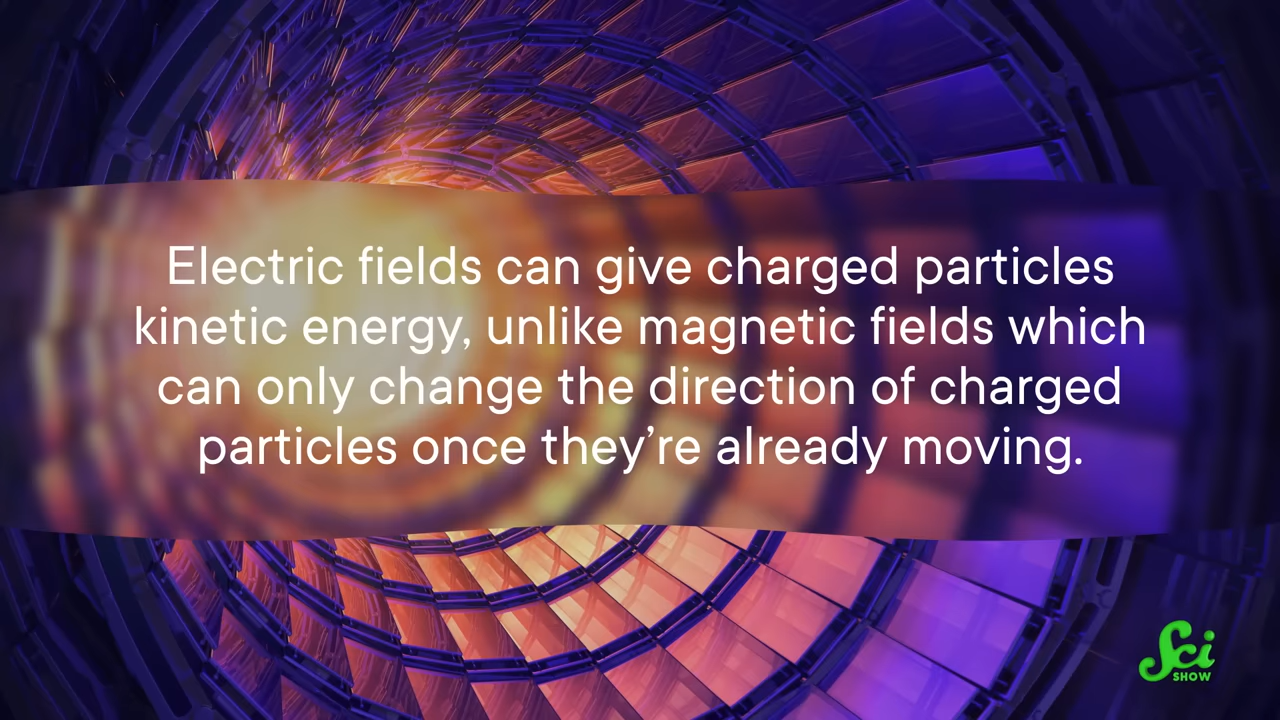 Electric fields can give charged particles
kinetic energy, unlike magnetic fields which
can only change the direction of charged
particles once they’re already moving.
Sci
SHOW